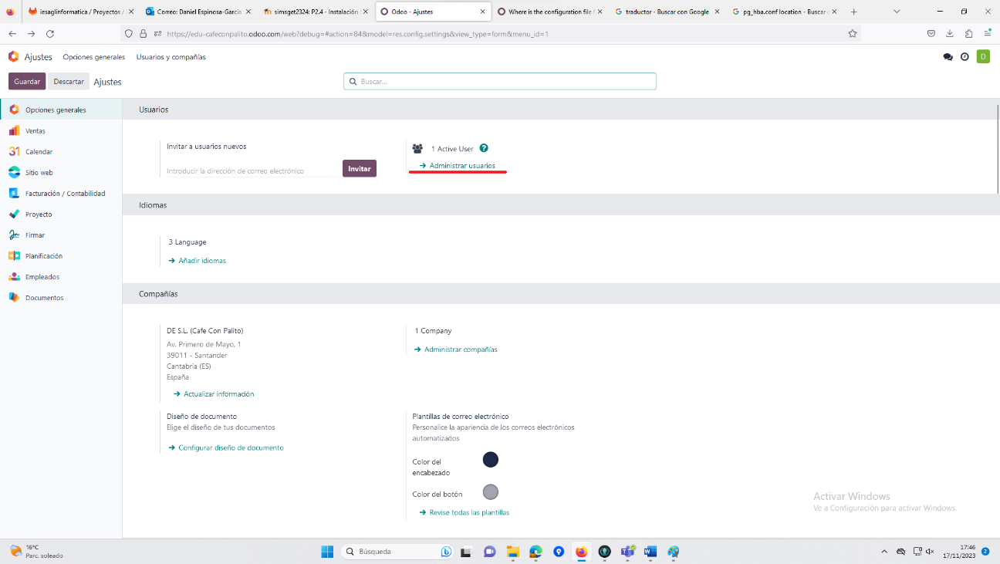 iesaglinformatica / Proyectos /
Correo: Daniel Espinosa-Garcia
simsget2324: P2.4 - Instalación
Odoo - Ajustes
Where is the configuration file f
traductor - Buscar con Google
pg_hba.conf location - Buscar c
https://edu-cafeconpalito.odoo.com/web?debug=#action=84&model=res.config.settings&view_type=form&menu_id=1
Ajustes Opciones generales Usuarios y compañías
D
Guardar Descartar Ajustes
Buscar...
Opciones generales
Ventas
31 Calendar
Sitio web
Facturación / Contabilidad
Proyecto
Firmar
Planificación
Empleados
Documentos
Usuarios
Invitar a usuarios nuevos
Introducir la dirección de correo electrónico
Invitar
1 Active User ?
Administrar usuarios
Idiomas
3 Language
Añadir idiomas
Compañías
DE S.L. (Cafe Con Palito)
Av. Primero de Mayo, 1
39011 - Santander
Cantabria (ES)
España
Actualizar información
1 Company
Administrar compañías
Diseño de documento
Elige el diseño de tus documentos
Configurar diseño de documento
Plantillas de correo electrónico
Personalice la apariencia de los correos electrónicos
automatizados
Color del
encabezado
Color del botón
Revise todas las plantillas
Activar Windows
Ve a Configuración para activar Windows.
16°C
Parc. soleado
Búsqueda
17:46
17/11/2023
2